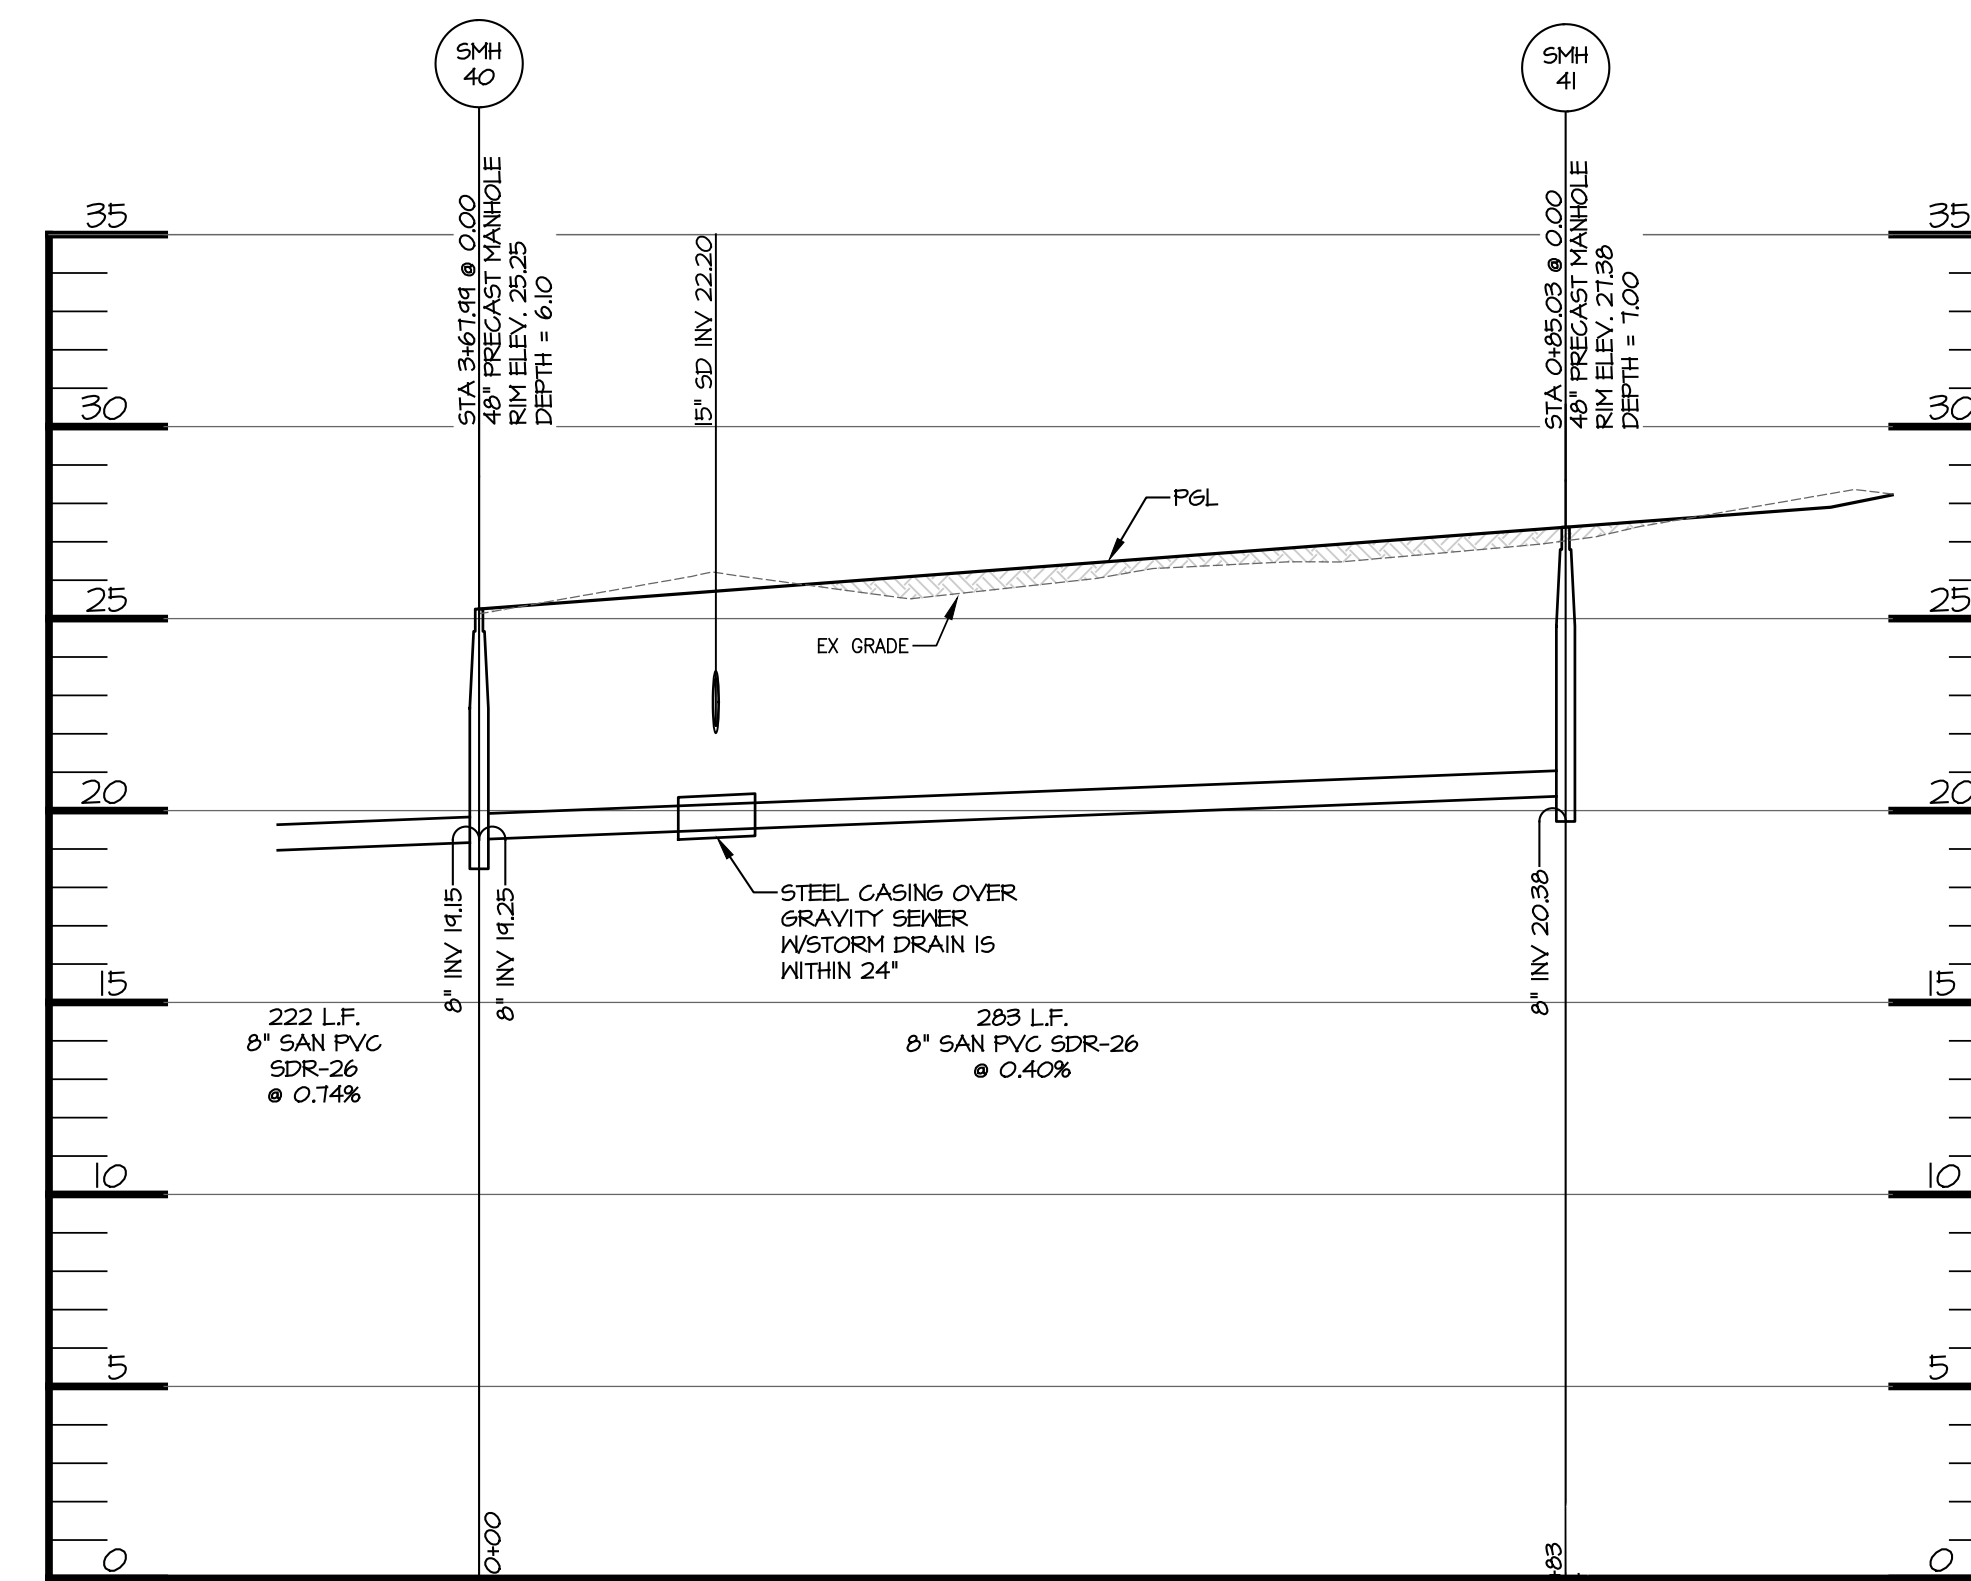 SMH
40
SMH
41
STA 3+67.99 @ 0.00
48" PRECAST MANHOLE
RIM ELEV. 25.25
DEPTH = 6.10
15" SD INV 22.20
STA 0+85.03 @ 0.00
48" PRECAST MANHOLE
RIM ELEV. 27.38
DEPTH = 7.00
35
35
30
30
PGL
25
25
EX GRADE
20
20
8" INV 19.15
8" INV 19.25
STEEL CASING OVER
GRAVITY SEWER
W/STORM DRAIN IS
WITHIN 24"
8" INV 20.38
15
15
222 L.F.
8" SAN PVC
SDR-26
@ 0.74%
283 L.F.
8" SAN PVC SDR-26
@ 0.40%
10
10
5
5
0+00
+83
0
0